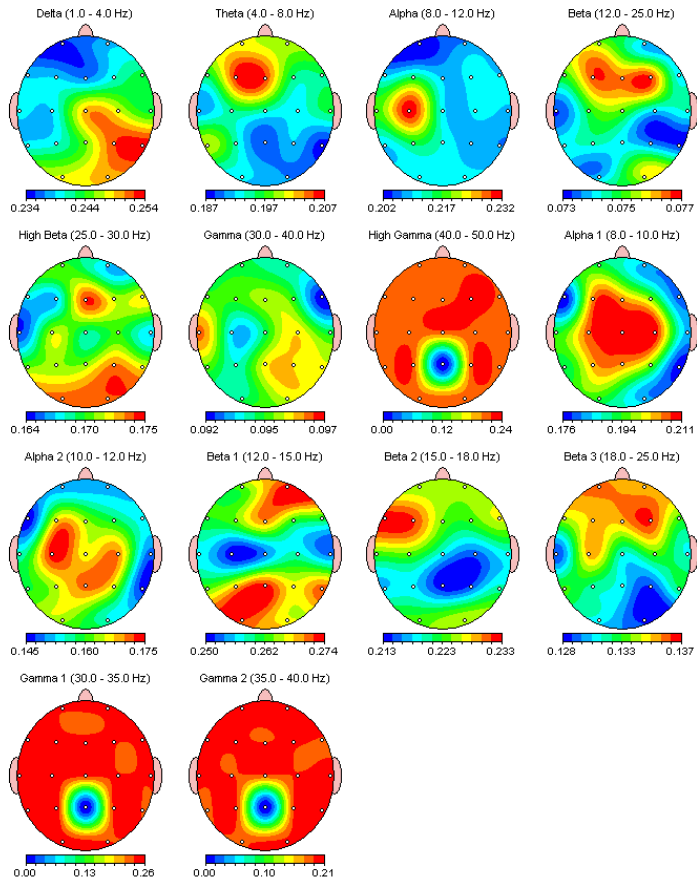 Delta (1.0 - 4.0 Hz) Theta (4.0 - 8.0 Hz) Alpha (8.0 - 12.0 Hz) Beta (12.0 - 25.0 Hz)
0.234 0.244 0.254 0.187 0.197 0.207 0.202 0.217 0.232 0.073 0.075 0.077
High Beta (25.0 - 30.0 Hz) Gamma (30.0 - 40.0 Hz) High Gamma (40.0 - 50.0 Hz) Alpha 1 (8.0 - 10.0 Hz)
0.164 0.170 0.175 0.092 0.095 0.097 0.00 0.12 0.24 0.176 0.194 0.211
Alpha 2 (10.0 - 12.0 Hz) Beta 1 (12.0 - 15.0 Hz) Beta 2 (15.0 - 18.0 Hz) Beta 3 (18.0 - 25.0 Hz)
0.145 0.160 0.175 0.250 0.262 0.274 0.213 0.223 0.233 0.128 0.133 0.137
Gamma 1 (30.0 - 35.0 Hz) Gamma 2 (35.0 - 40.0 Hz)
0.00 0.13 0.26 0.00 0.10 0.21